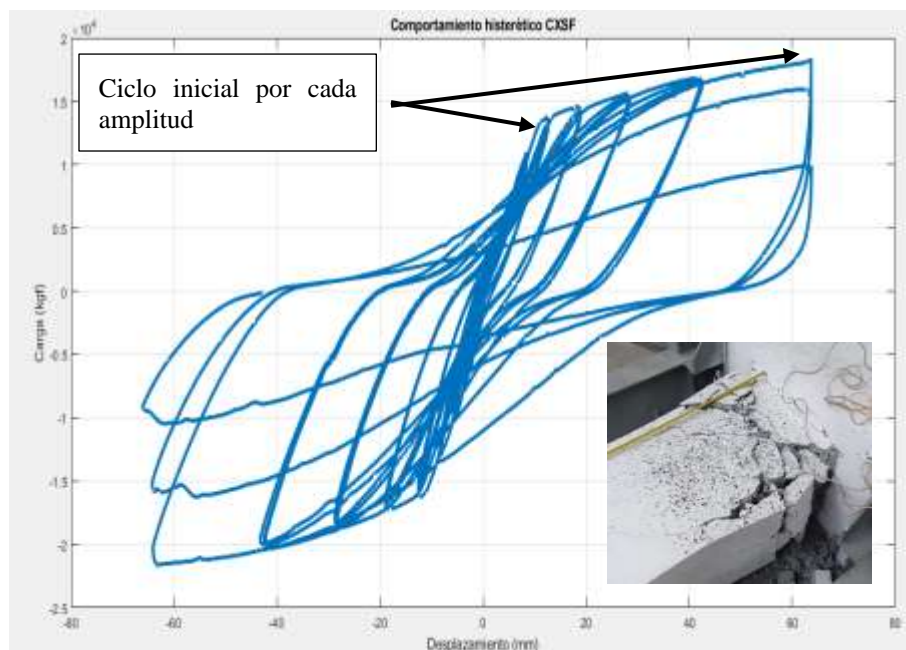 Comportamiento histerético CXSF
×10⁴
2
1.5
1
0.5
0
-0.5
-1
-1.5
-2
-2.5
Ciclo inicial por cada
amplitud
Carga (kgf)
-80 -60 -40 -20 0 20 40 60 80
Desplazamiento (mm)